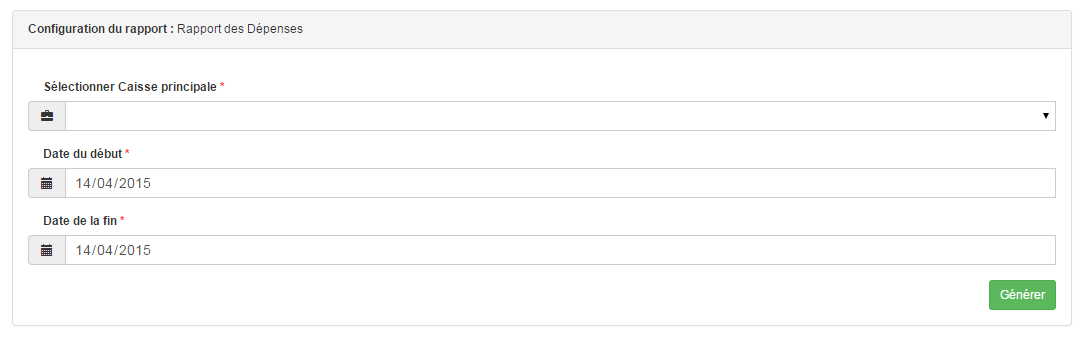 Configuration du rapport : Rapport des Dépenses
Sélectionner Caisse principale *
Date du début *
14/04/2015
Date de la fin *
14/04/2015
Générer